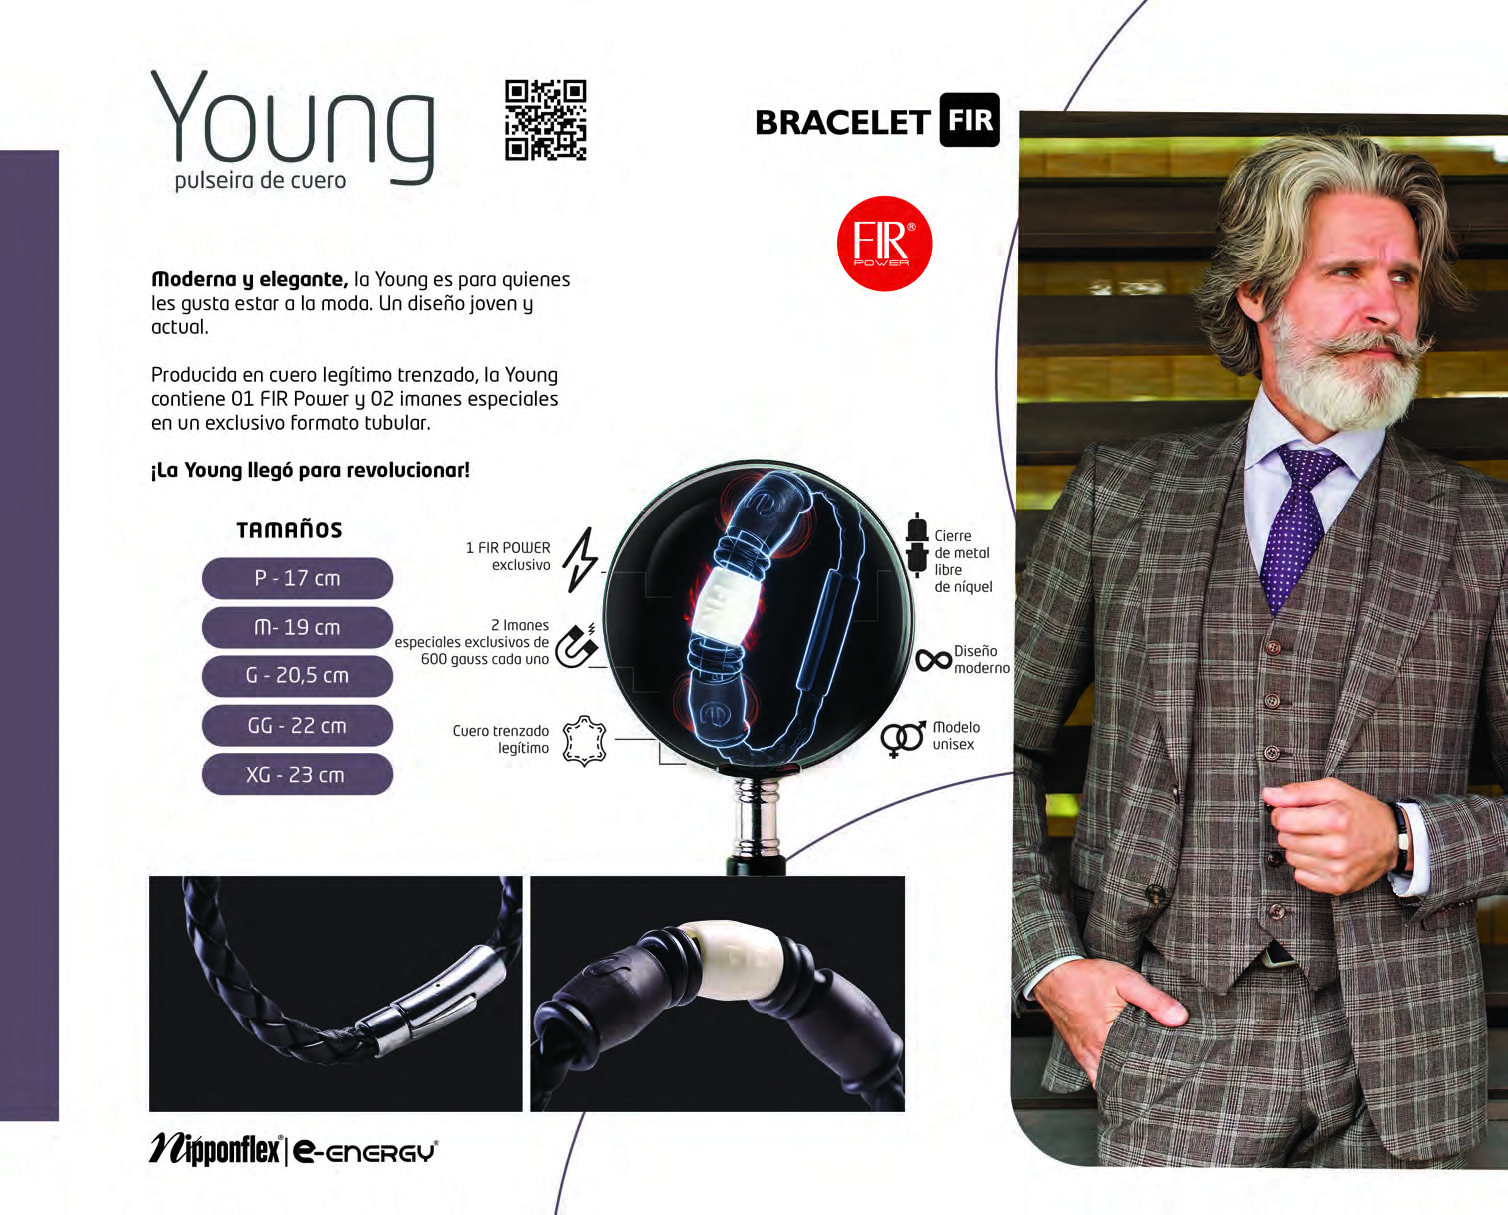 Young
pulseira de cuero
BRACELET FIR
FIR®
POWER
Moderna y elegante, la Young es para quienes
les gusta estar a la moda. Un diseño joven y
actual.
Producida en cuero legítimo trenzado, la Young
contiene 01 FIR Power y 02 imanes especiales
en un exclusivo formato tubular.
¡La Young llegó para revolucionar!
TAMAÑOS
P - 17 cm
M- 19 cm
G - 20,5 cm
GG - 22 cm
XG - 23 cm
1 FIR POWER
exclusivo
2 Imanes
especiales exclusivos de
600 gauss cada uno
Cuero trenzado
legítimo
Cierre
de metal
libre
de níquel
Diseño
moderno
Modelo
unisex
Nipponflex® | e-ENERGY®